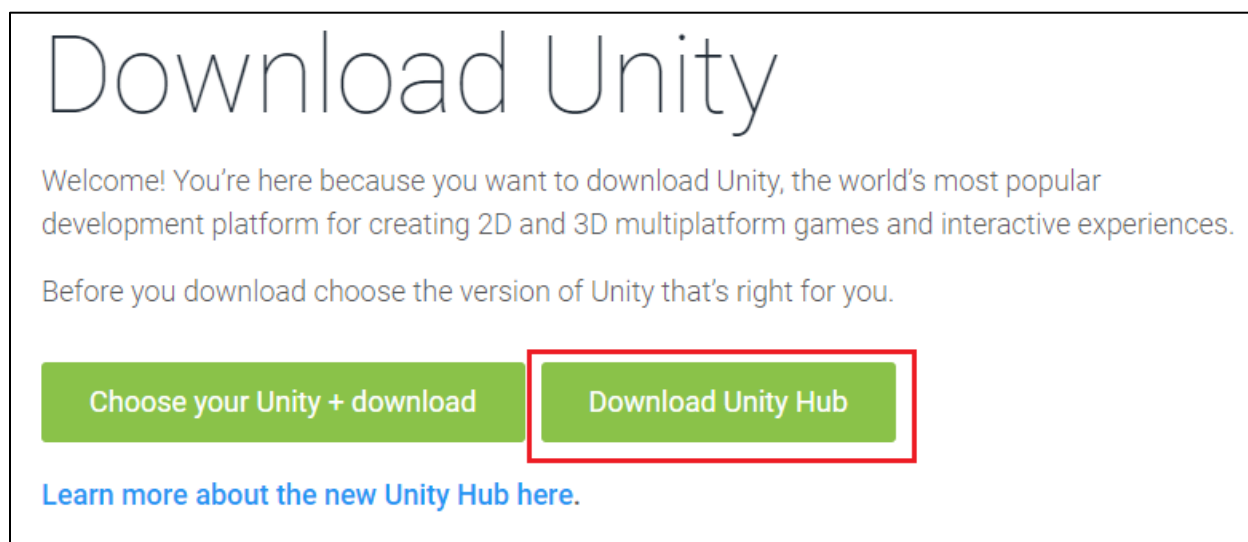 Download Unity
Welcome! You're here because you want to download Unity, the world's most popular
development platform for creating 2D and 3D multiplatform games and interactive experiences.
Before you download choose the version of Unity that's right for you.
Choose your Unity + download
Download Unity Hub
Learn more about the new Unity Hub here.